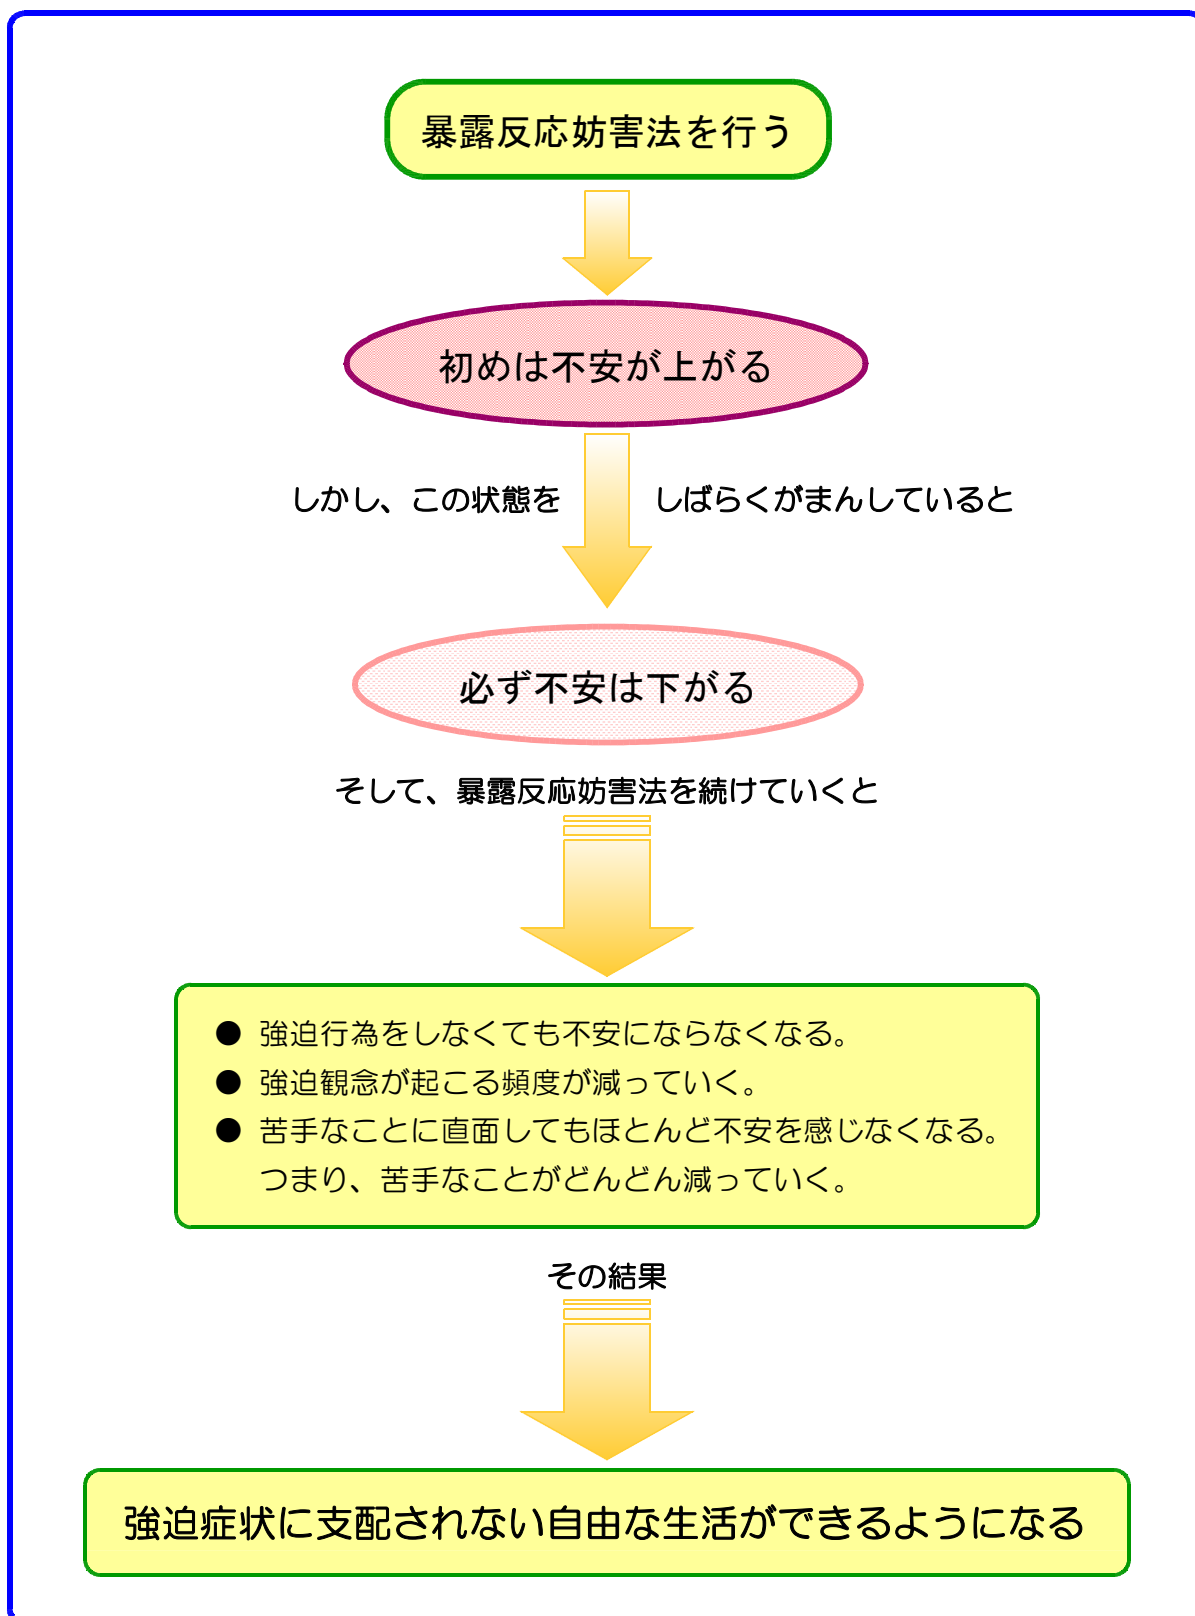 暴露反応妨害法を行う
初めは不安が上がる
しかし、この状態を しばらくがまんしていると
必ず不安は下がる
そして、暴露反応妨害法を続けていくと
● 強迫行為をしなくても不安にならなくなる。
● 強迫観念が起こる頻度が減っていく。
● 苦手なことに直面してもほとんど不安を感じなくなる。
つまり、苦手なことがどんどん減っていく。
その結果
強迫症状に支配されない自由な生活ができるようになる